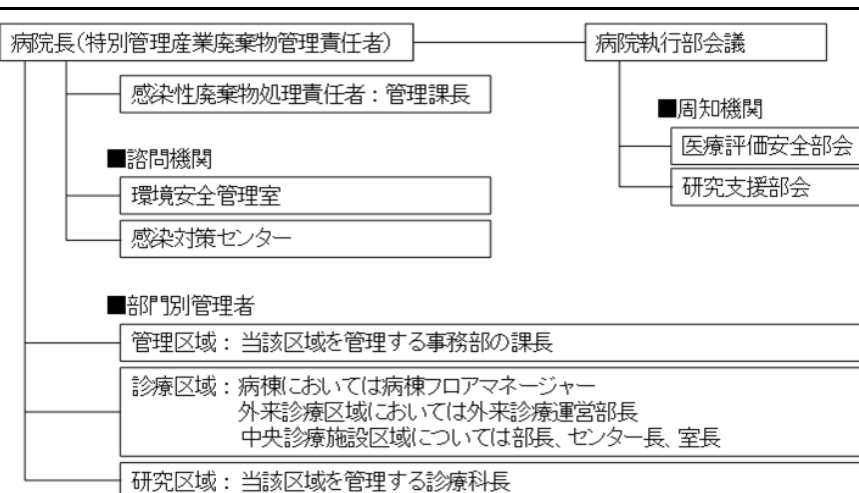 病院長(特別管理産業廃棄物管理責任者)
病院執行部会議
感染性廃棄物処理責任者:管理課長
■周知機関
医療評価安全部会
研究支援部会
■諮問機関
環境安全管理室
感染対策センター
■部門別管理者
管理区域: 当該区域を管理する事務部の課長
診療区域:病棟においては病棟フロアマネージャー
外来診療区域においては外来診療運営部長
中央診療施設区域については部長、センター長、室長
研究区域: 当該区域を管理する診療科長